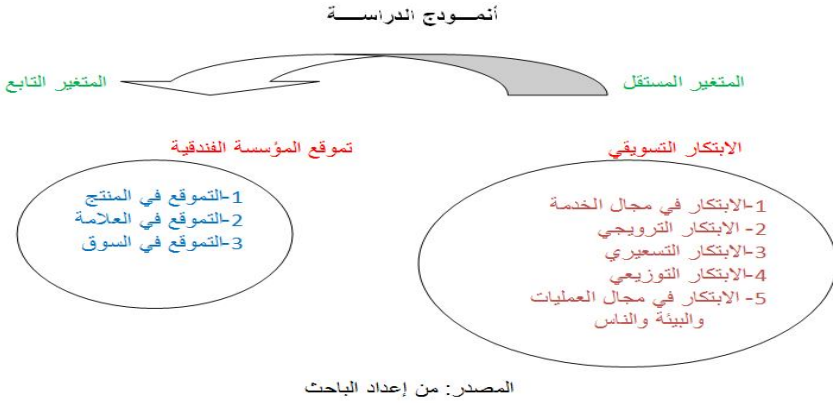 أنمـــودج الدراســـــة
المتغير المستقل
المتغير التابع
الابتكار التسويقي
تموقع المؤسسة الفندقية
1-الابتكار في مجال الخدمة
2- الابتكار الترويجي
3-الابتكار التسعيري
4-الابتكار التوزيعي
5- الابتكار في مجال العمليات
والبيئة والناس
1-التموقع في المنتج
2-التموقع في العلامة
3-التموقع في السوق
المصدر: من إعداد الباحث